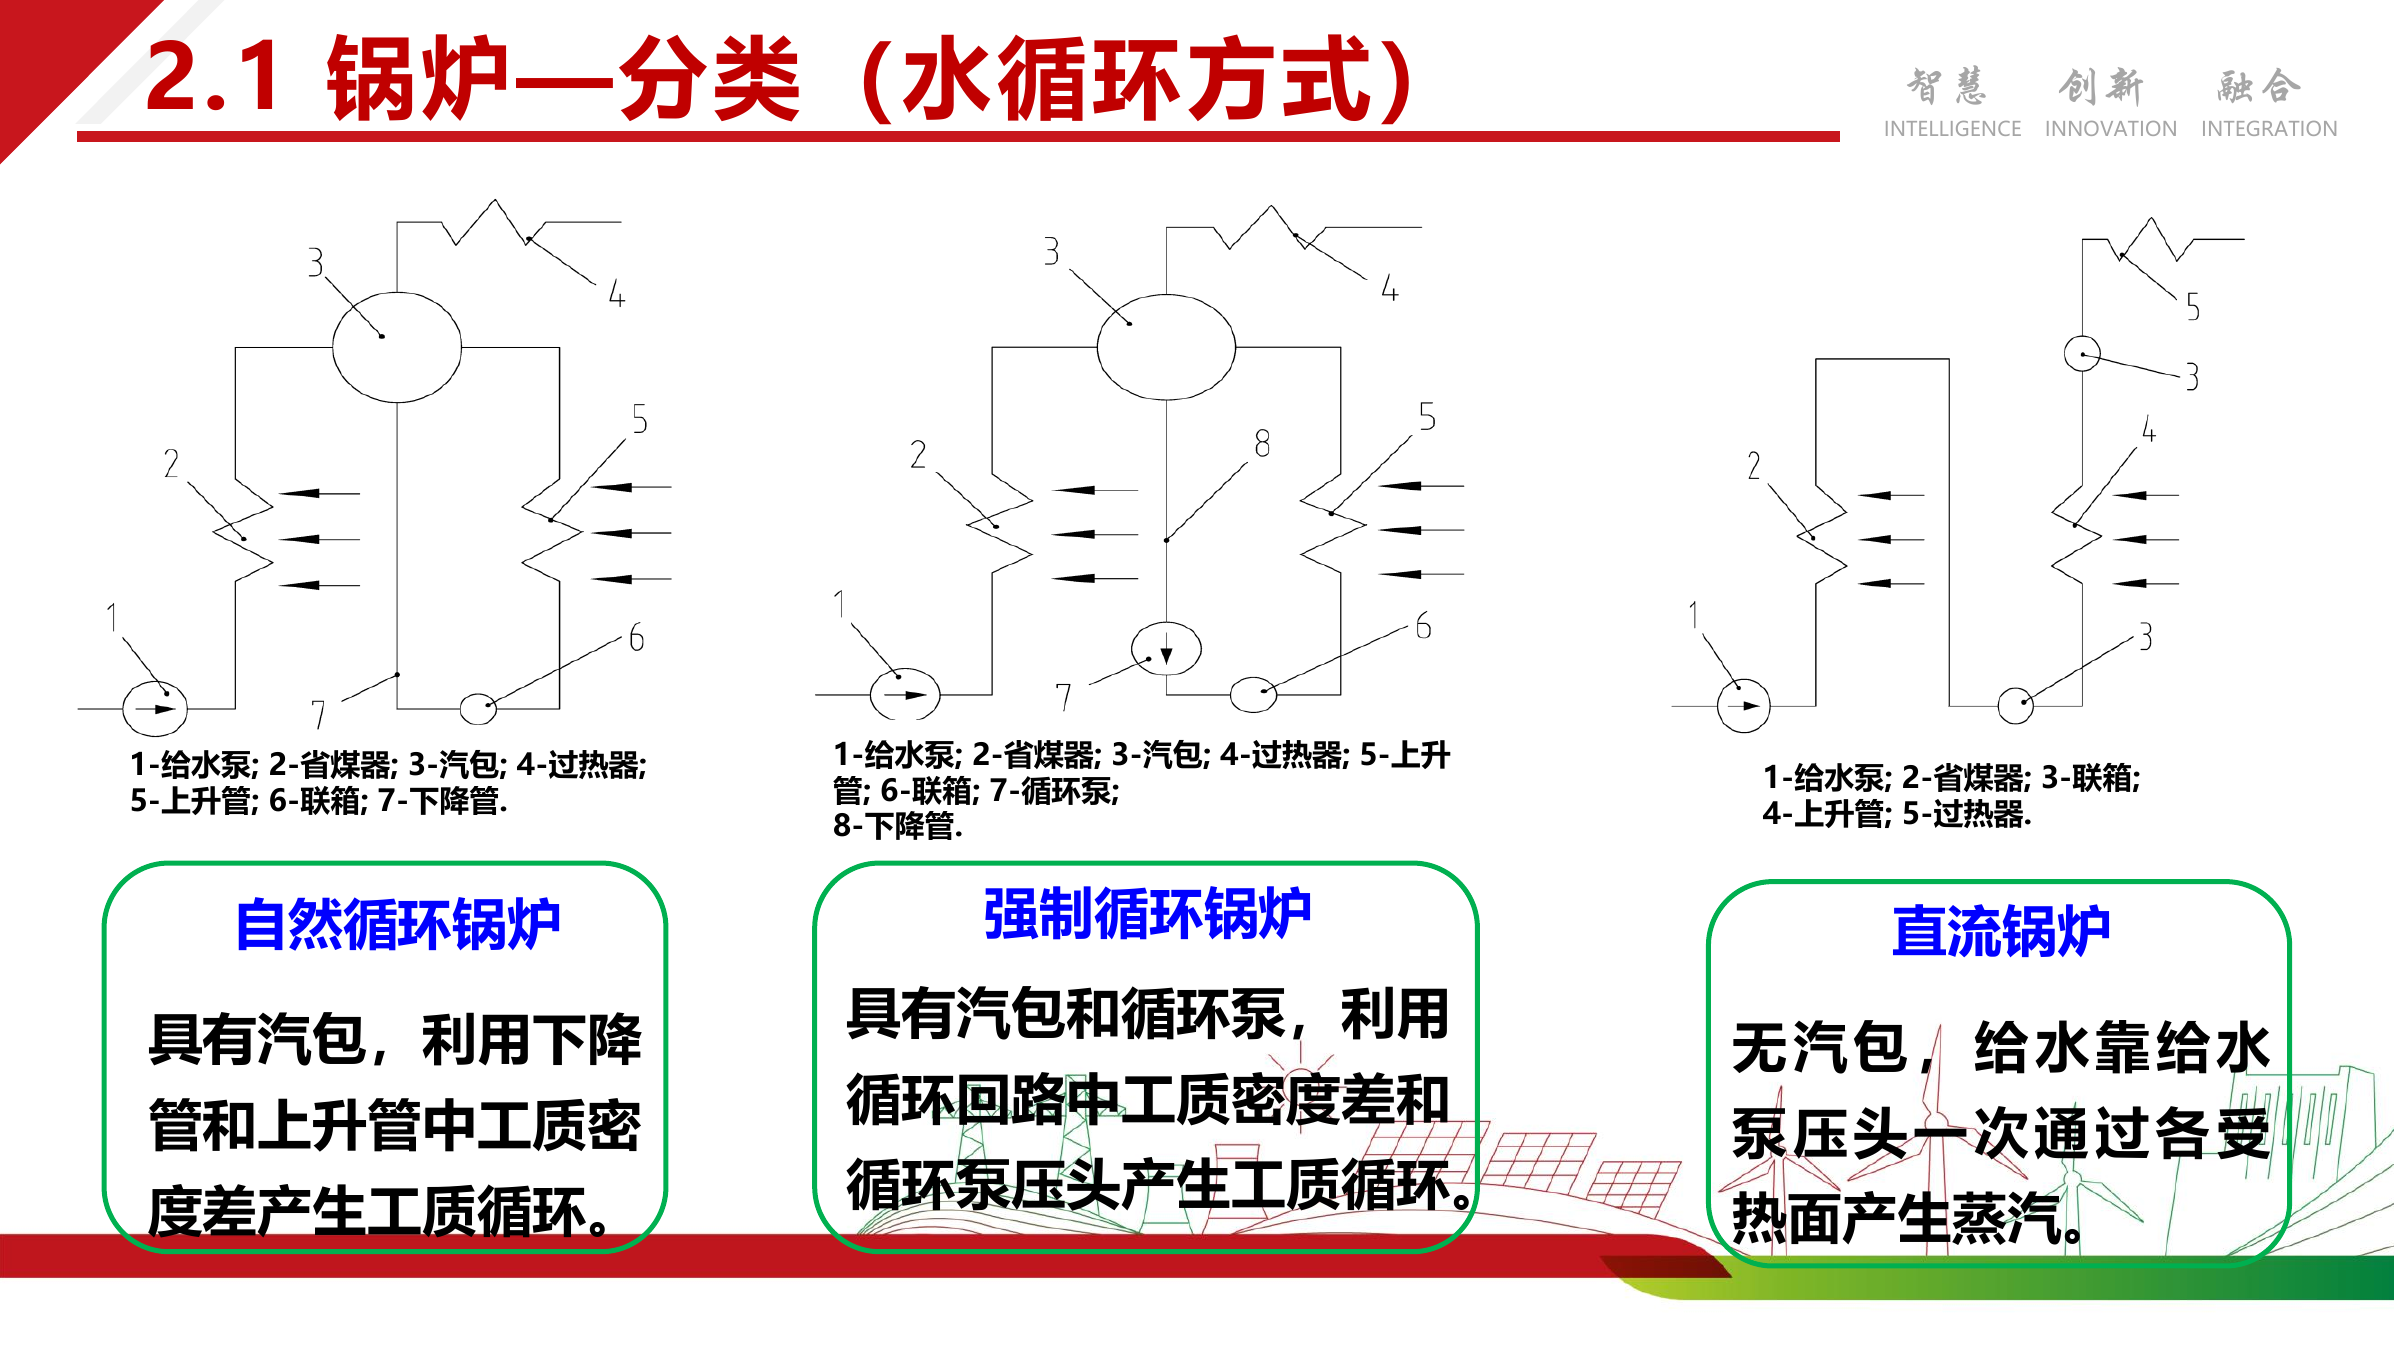 2.1 锅炉—分类（水循环方式）
智慧 创新 融合
INTELLIGENCE INNOVATION INTEGRATION
3
4
2
5
1
6
7
1-给水泵; 2-省煤器; 3-汽包; 4-过热器;
5-上升管; 6-联箱; 7-下降管.
自然循环锅炉
具有汽包，利用下降
管和上升管中工质密
度差产生工质循环。
3
4
2
8
5
1
6
7
1-给水泵; 2-省煤器; 3-汽包; 4-过热器; 5-上升
管; 6-联箱; 7-循环泵;
8-下降管.
强制循环锅炉
具有汽包和循环泵，利用
循环回路中工质密度差和
循环泵压头产生工质循环。
5
3
4
2
1
3
1-给水泵; 2-省煤器; 3-联箱;
4-上升管; 5-过热器.
直流锅炉
无汽包，给水靠给水
泵压头一次通过各受
热面产生蒸汽。